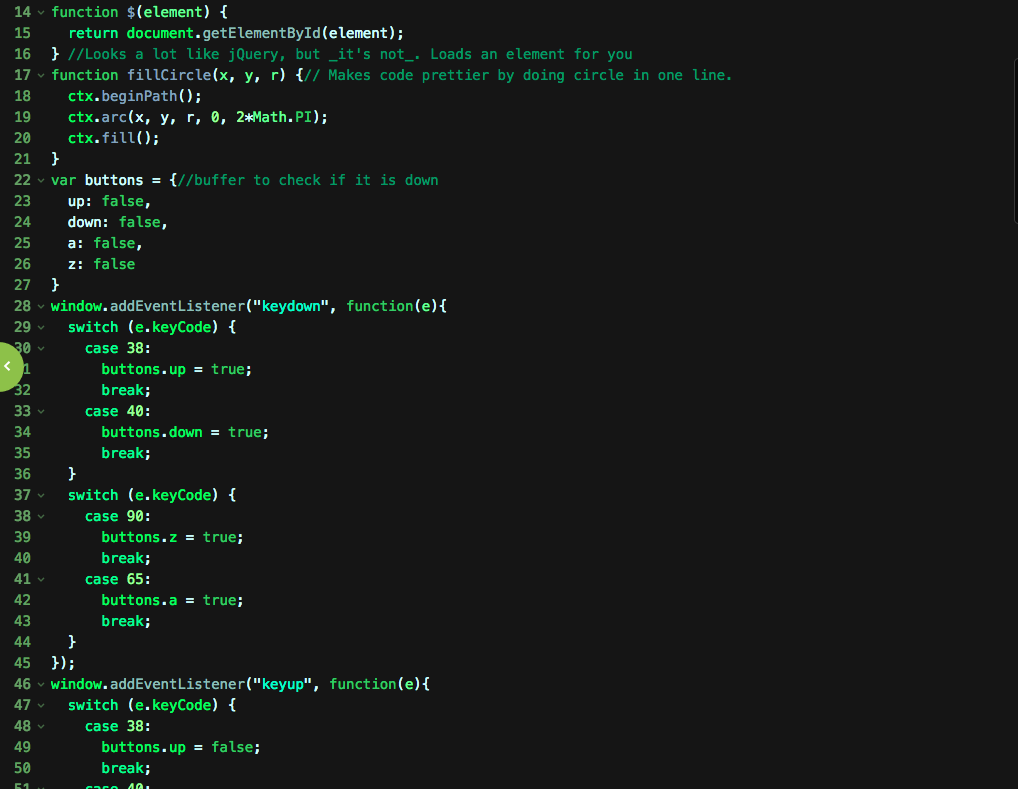 14 function $(element) {
15 return document.getElementById(element);
16 } //Looks a lot like jQuery, but _it's not_. Loads an element for you
17 function fillCircle(x, y, r) {// Makes code prettier by doing circle in one line.
18 ctx.beginPath();
19 ctx.arc(x, y, r, 0, 2*Math.PI);
20 ctx.fill();
21 }
22 var buttons = {//buffer to check if it is down
23 up: false,
24 down: false,
25 a: false,
26 z: false
27 }
28 window.addEventListener("keydown", function(e){
29 switch (e.keyCode) {
30 case 38:
31 buttons.up = true;
32 break;
33 case 40:
34 buttons.down = true;
35 break;
36 }
37 switch (e.keyCode) {
38 case 90:
39 buttons.z = true;
40 break;
41 case 65:
42 buttons.a = true;
43 break;
44 }
45 });
46 window.addEventListener("keyup", function(e){
47 switch (e.keyCode) {
48 case 38:
49 buttons.up = false;
50 break;
51 case 40: